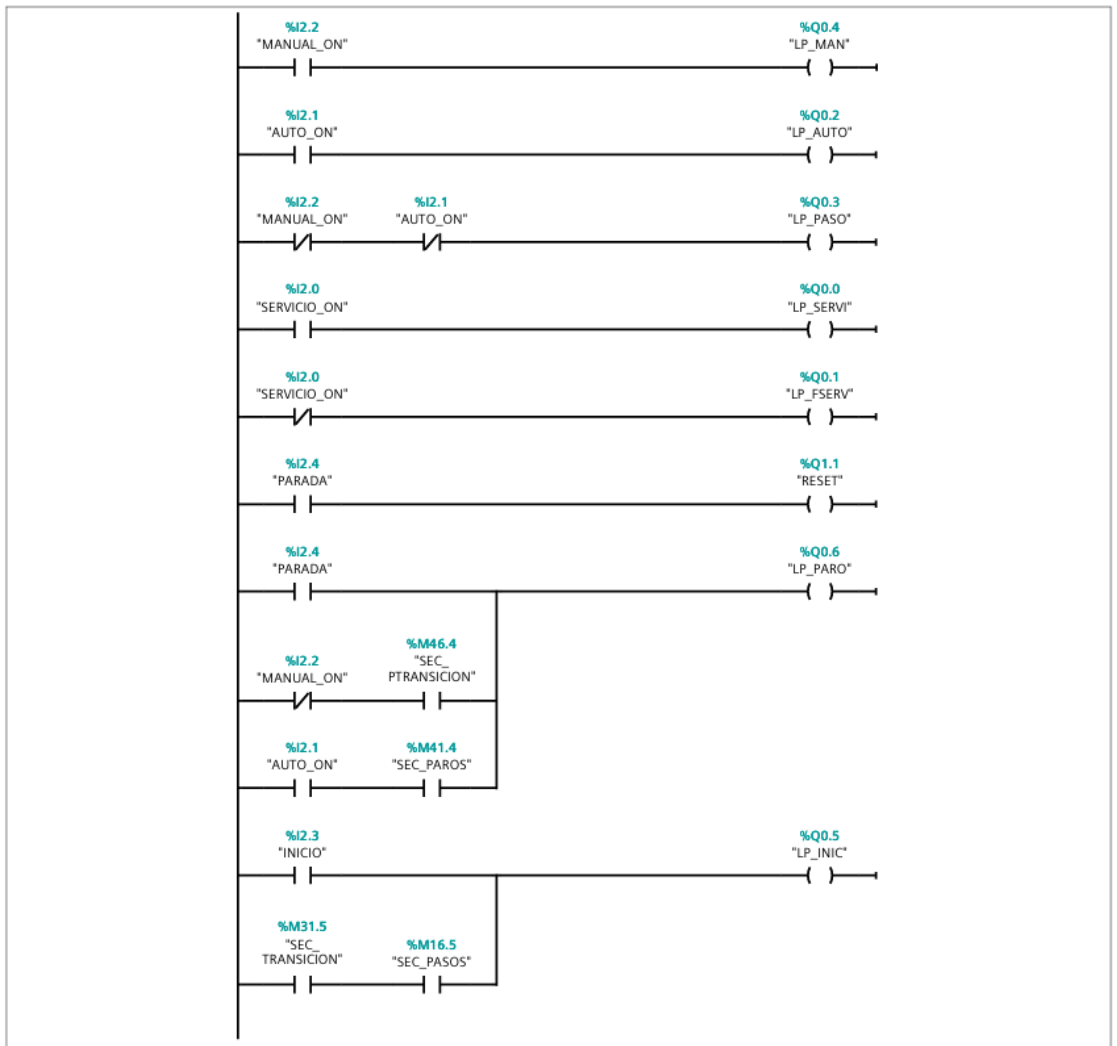 %I2.2 %Q0.4
"MANUAL_ON" "LP_MAN"
%I2.1 %Q0.2
"AUTO_ON" "LP_AUTO"
%I2.2 %I2.1 %Q0.3
"MANUAL_ON" "AUTO_ON" "LP_PASO"
%I2.0 %Q0.0
"SERVICIO_ON" "LP_SERVI"
%I2.0 %Q0.1
"SERVICIO_ON" "LP_FSERV"
%I2.4 %Q1.1
"PARADA" "RESET"
%I2.4 %Q0.6
"PARADA" "LP_PARO"
%M46.4
%I2.2 "SEC_
"MANUAL_ON" PTRANSICION"
%I2.1 %M41.4
"AUTO_ON" "SEC_PAROS"
%I2.3 %Q0.5
"INICIO" "LP_INIC"
%M31.5
"SEC_ %M16.5
TRANSICION" "SEC_PASOS"